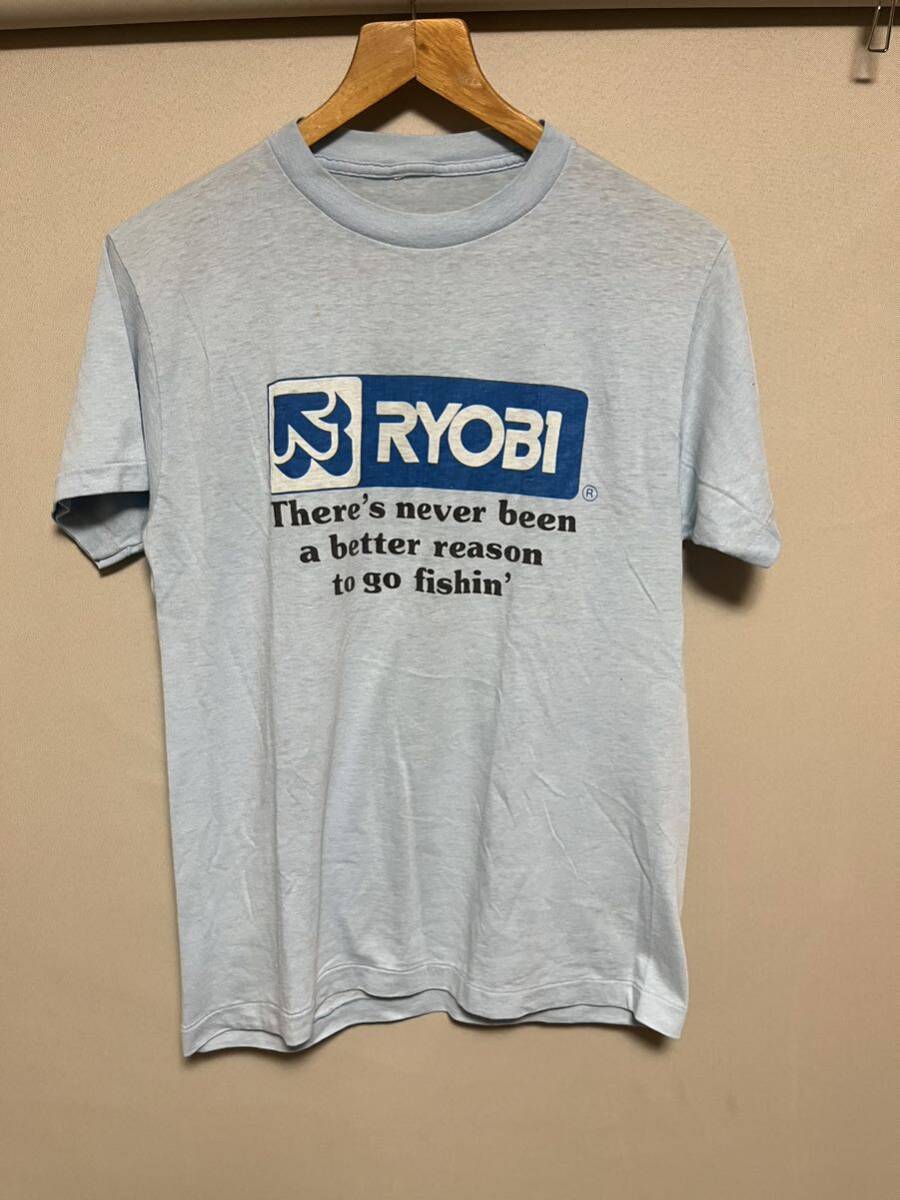 RYOBI
®
There's never been
a better reason
to go fishin'